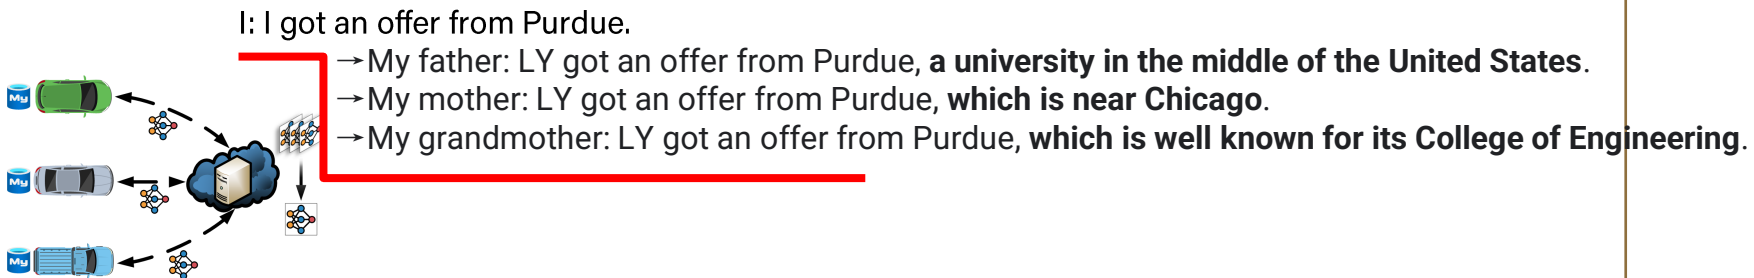 I: I got an offer from Purdue.
→My father: LY got an offer from Purdue, a university in the middle of the United States.
→My mother: LY got an offer from Purdue, which is near Chicago.
→My grandmother: LY got an offer from Purdue, which is well known for its College of Engineering.
My
My
My